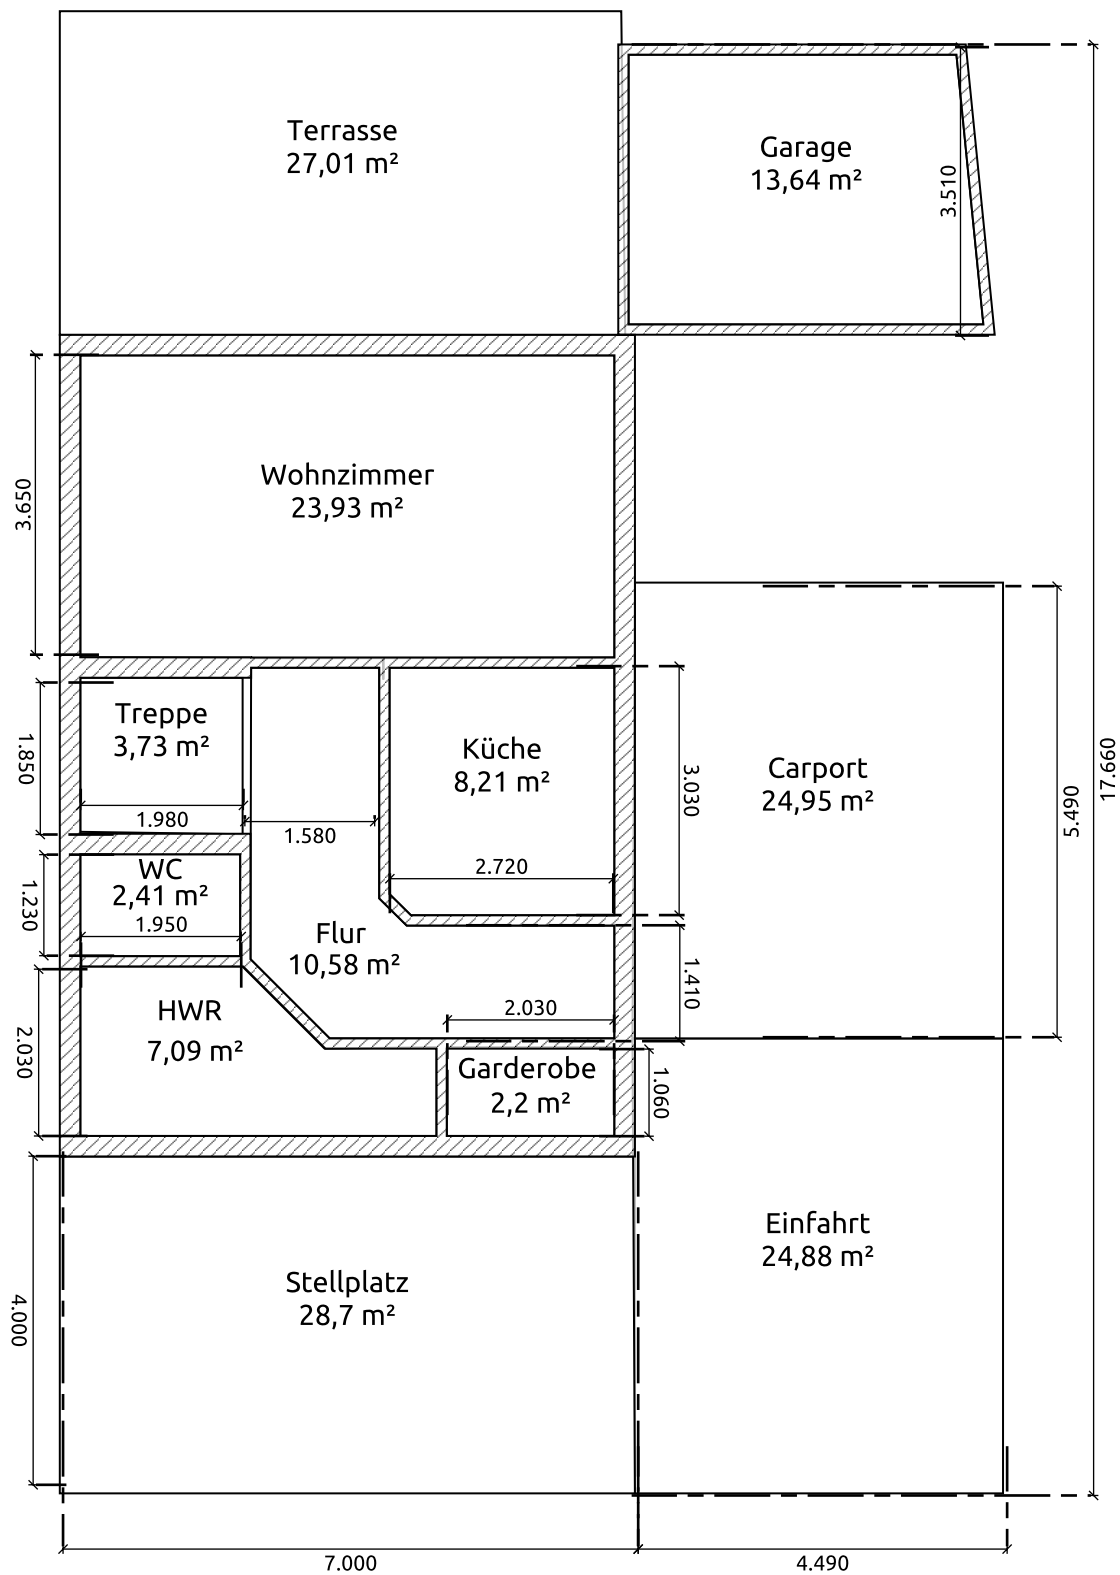 Terrasse
27,01 m²
Garage
13,64 m²
3.510
Wohnzimmer
23,93 m²
3.650
Treppe
3,73 m²
1.850
1.980
1.580
Küche
8,21 m²
3.030
2.720
Carport
24,95 m²
5.490
17.660
WC
2,41 m²
1.950
1.230
Flur
10,58 m²
1.410
2.030
HWR
7,09 m²
2.030
Garderobe
2,2 m²
1.060
Einfahrt
24,88 m²
Stellplatz
28,7 m²
4.000
7.000
4.490